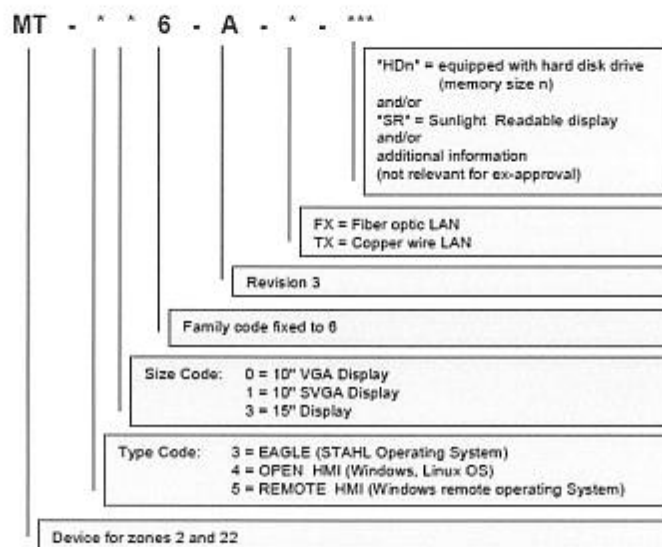 MT - * * 6 - A - * - ***
"HDn" = equipped with hard disk drive
(memory size n)
and/or
"SR" = Sunlight Readable display
and/or
additional information
(not relevant for ex-approval)
FX = Fiber optic LAN
TX = Copper wire LAN
Revision 3
Family code fixed to 6
Size Code: 0 = 10" VGA Display
1 = 10" SVGA Display
3 = 15" Display
Type Code: 3 = EAGLE (STAHL Operating System)
4 = OPEN HMI (Windows, Linux OS)
5 = REMOTE HMI (Windows remote operating System)
Device for zones 2 and 22